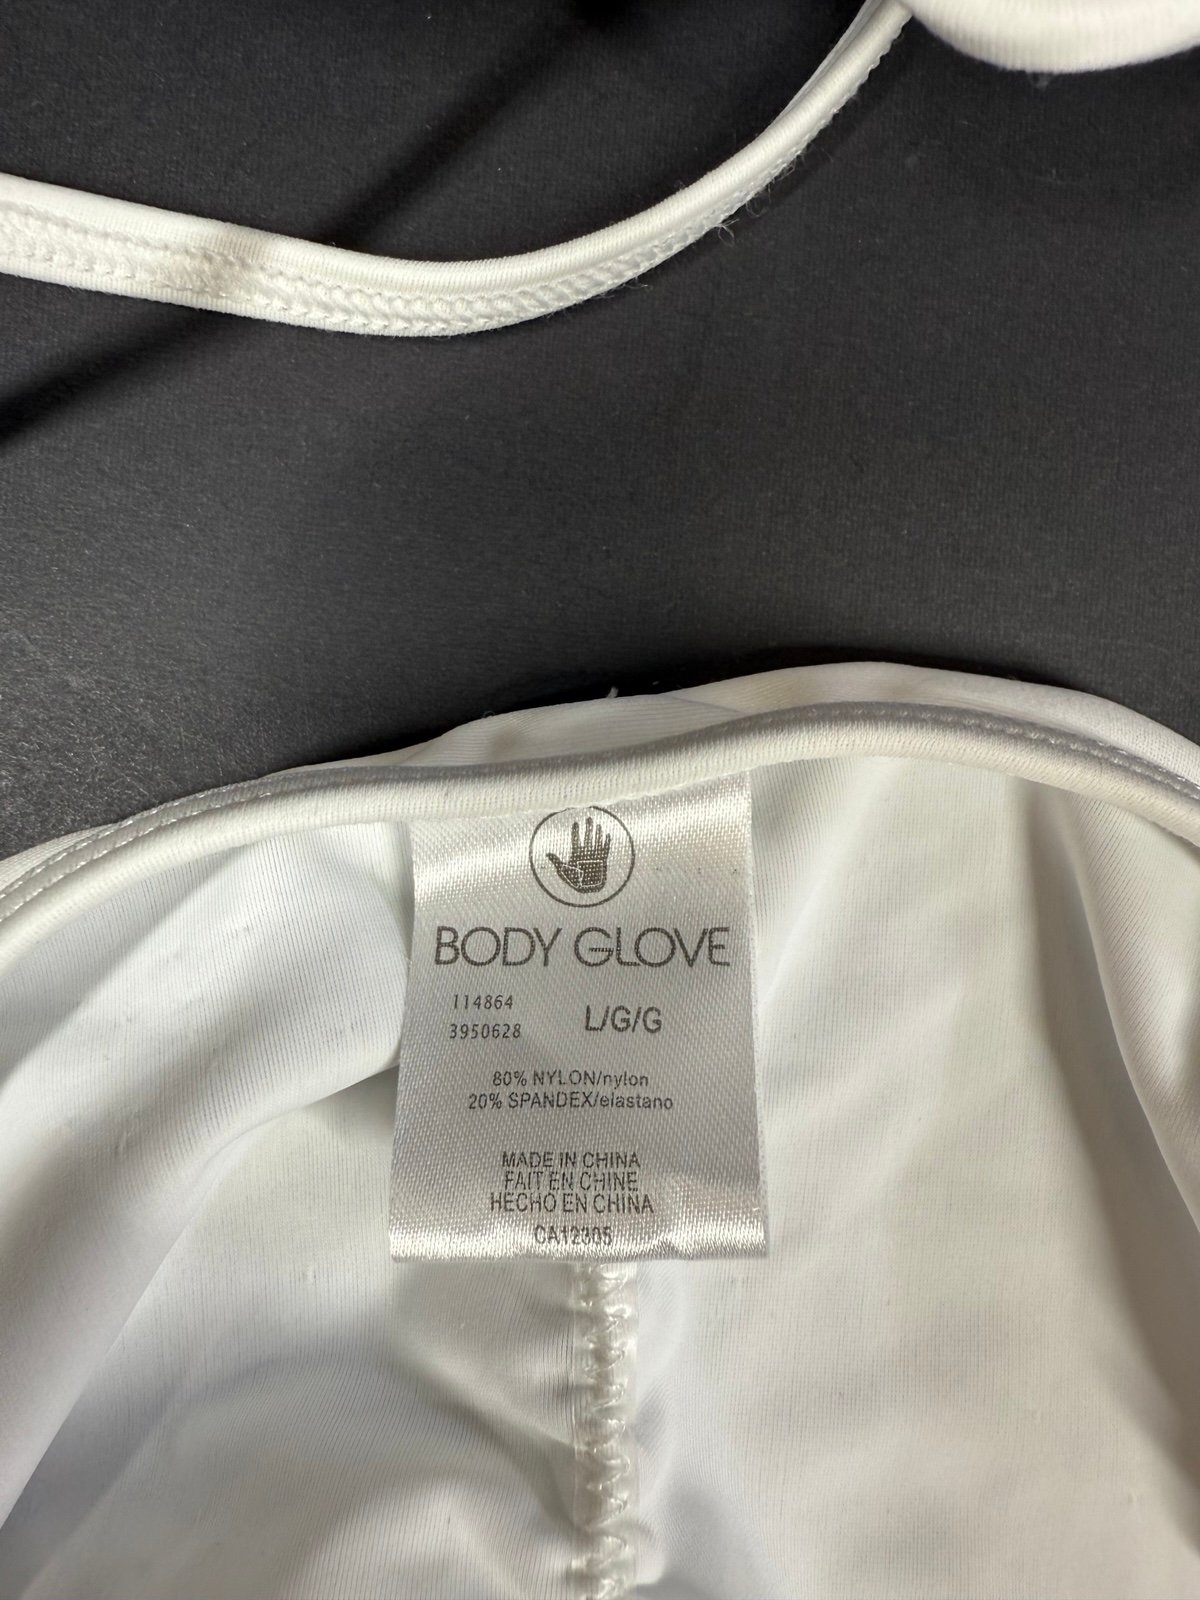 BODY GLOVE
114864
3950628
L/G/G
80% NYLON/nylon
20% SPANDEX/elastano
MADE IN CHINA
FAIT EN CHINE
HECHO EN CHINA
CA12305